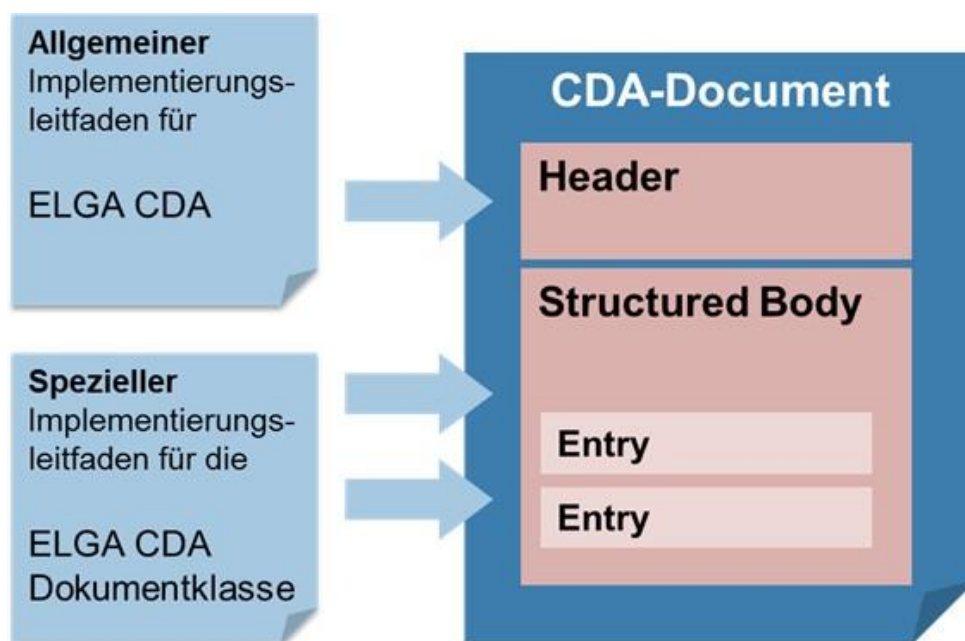 Allgemeiner
Implementierungs-
leitfaden für
ELGA CDA
Spezieller
Implementierungs-
leitfaden für die
ELGA CDA
Dokumentklasse
CDA-Document
Header
Structured Body
Entry
Entry